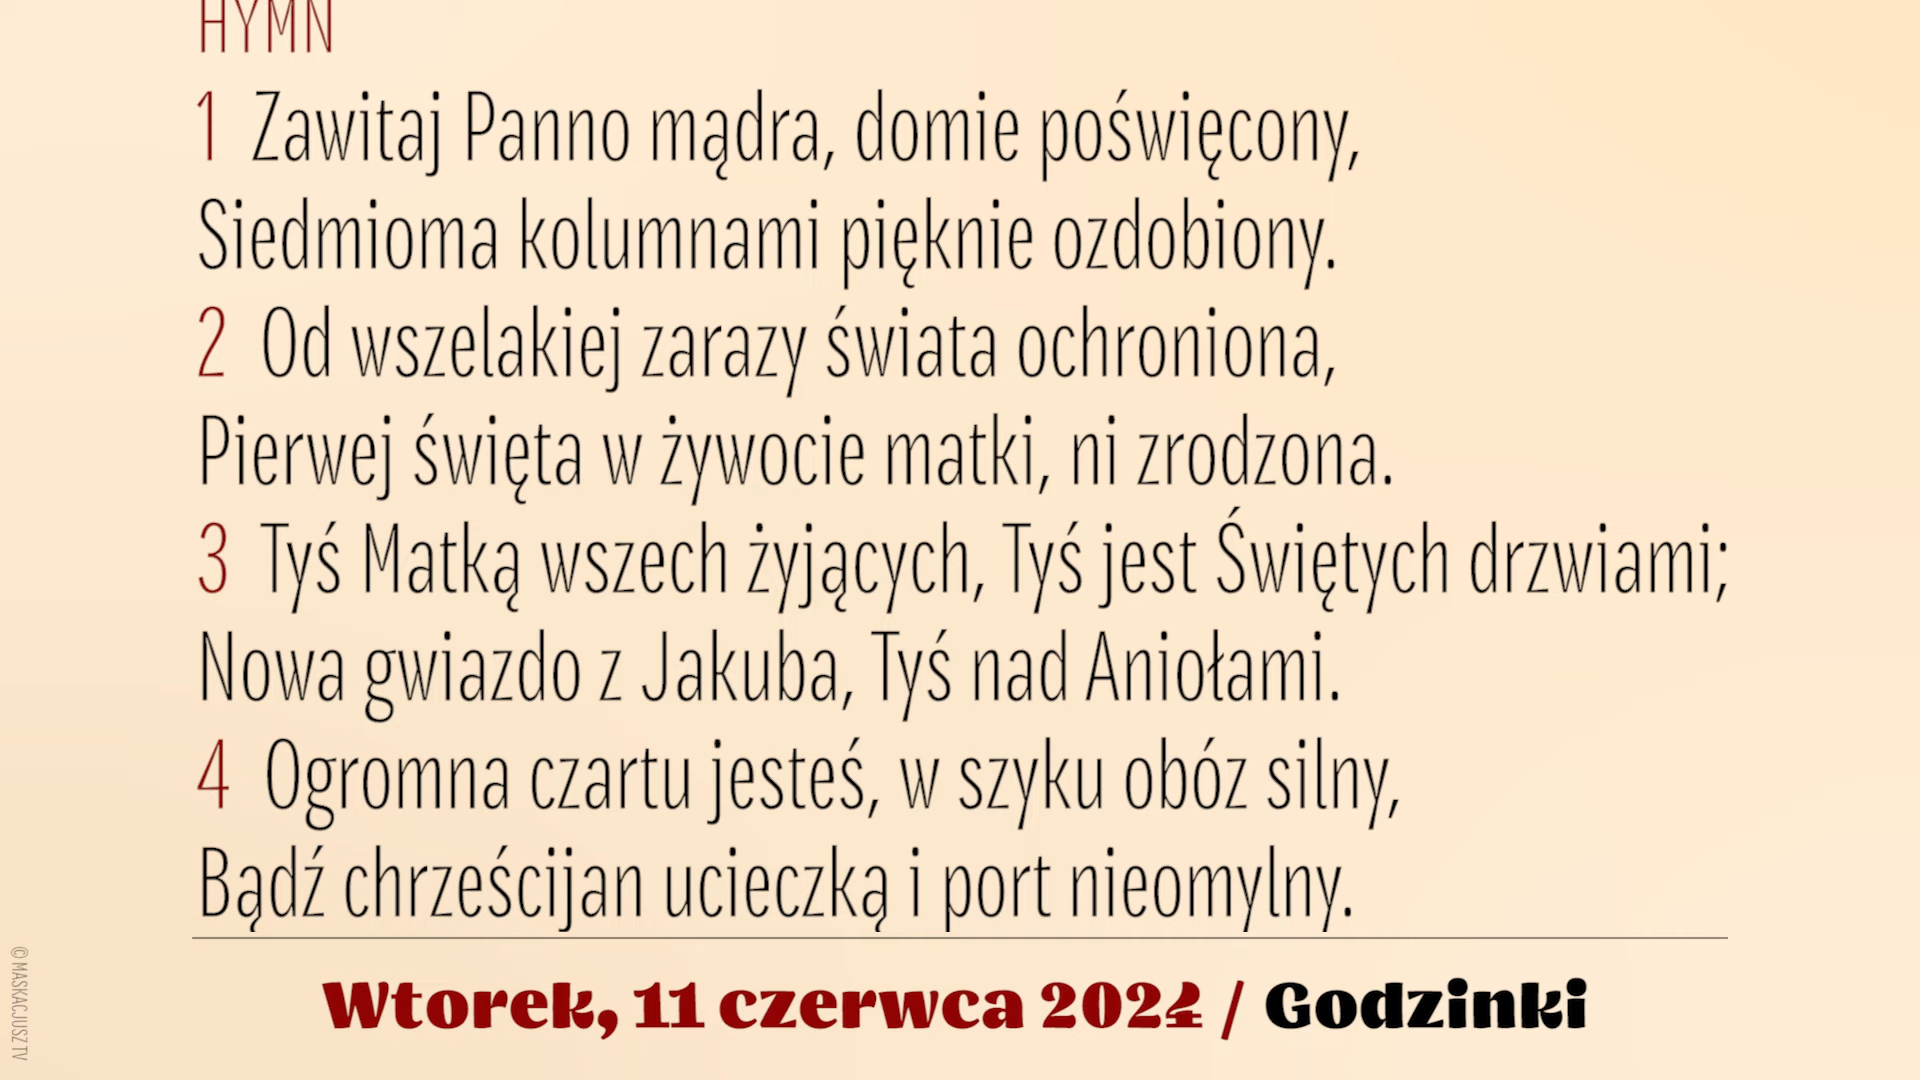 HYMN
1 Zawitaj Panno mądra, domie poświęcony,
Siedmioma kolumnami pięknie ozdobiony.
2 Od wszelakiej zarazy świata ochroniona,
Pierwej święta w żywocie matki, ni zrodzona.
3 Tyś Matką wszech żyjących, Tyś jest Świętych drzwiami;
Nowa gwiazdo z Jakuba, Tyś nad Aniołami.
4 Ogromna czartu jesteś, w szyku obóz silny,
Bądź chrześcijan ucieczką i port nieomylny.
Wtorek, 11 czerwca 2024 / Godzinki
© MASKACJUSZ TV